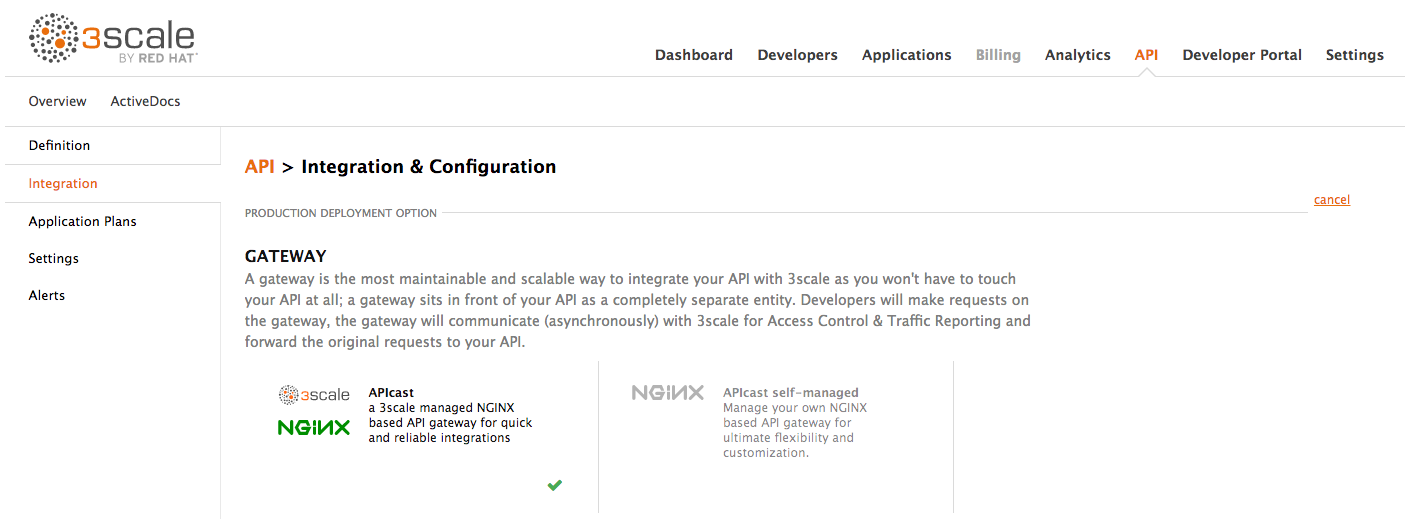 3scale
BY RED HAT
Dashboard Developers Applications Billing Analytics API Developer Portal Settings
Overview ActiveDocs
Definition
Integration
Application Plans
Settings
Alerts
API > Integration & Configuration
cancel
PRODUCTION DEPLOYMENT OPTION
GATEWAY
A gateway is the most maintainable and scalable way to integrate your API with 3scale as you won't have to touch
your API at all; a gateway sits in front of your API as a completely separate entity. Developers will make requests on
the gateway, the gateway will communicate (asynchronously) with 3scale for Access Control & Traffic Reporting and
forward the original requests to your API.
3scale
NGINX
APIcast
a 3scale managed NGINX
based API gateway for quick
and reliable integrations
NGINX
APIcast self-managed
Manage your own NGINX
based API gateway for
ultimate flexibility and
customization.